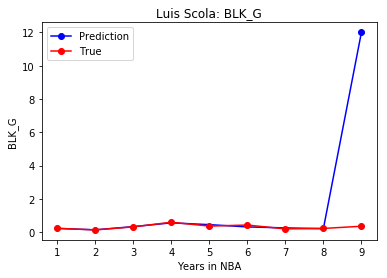 Luis Scola: BLK_G
Prediction
True
12
10
8
6
4
2
0
BLK_G
1 2 3 4 5 6 7 8 9
Years in NBA